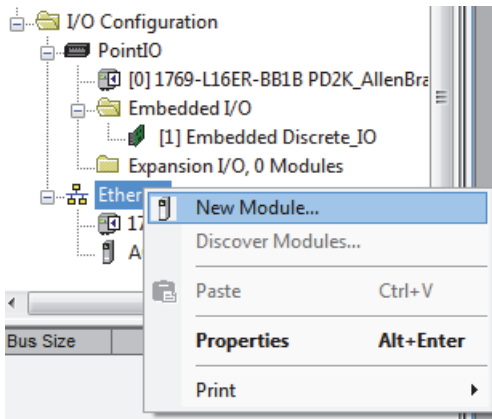 I/O Configuration
PointIO
[0] 1769-L16ER-BB1B PD2K_AllenBra
Embedded I/O
[1] Embedded Discrete_IO
Expansion I/O, 0 Modules
Ether
New Module...
17
Discover Modules...
A
Paste Ctrl+V
Bus Size
Properties Alt+Enter
Print